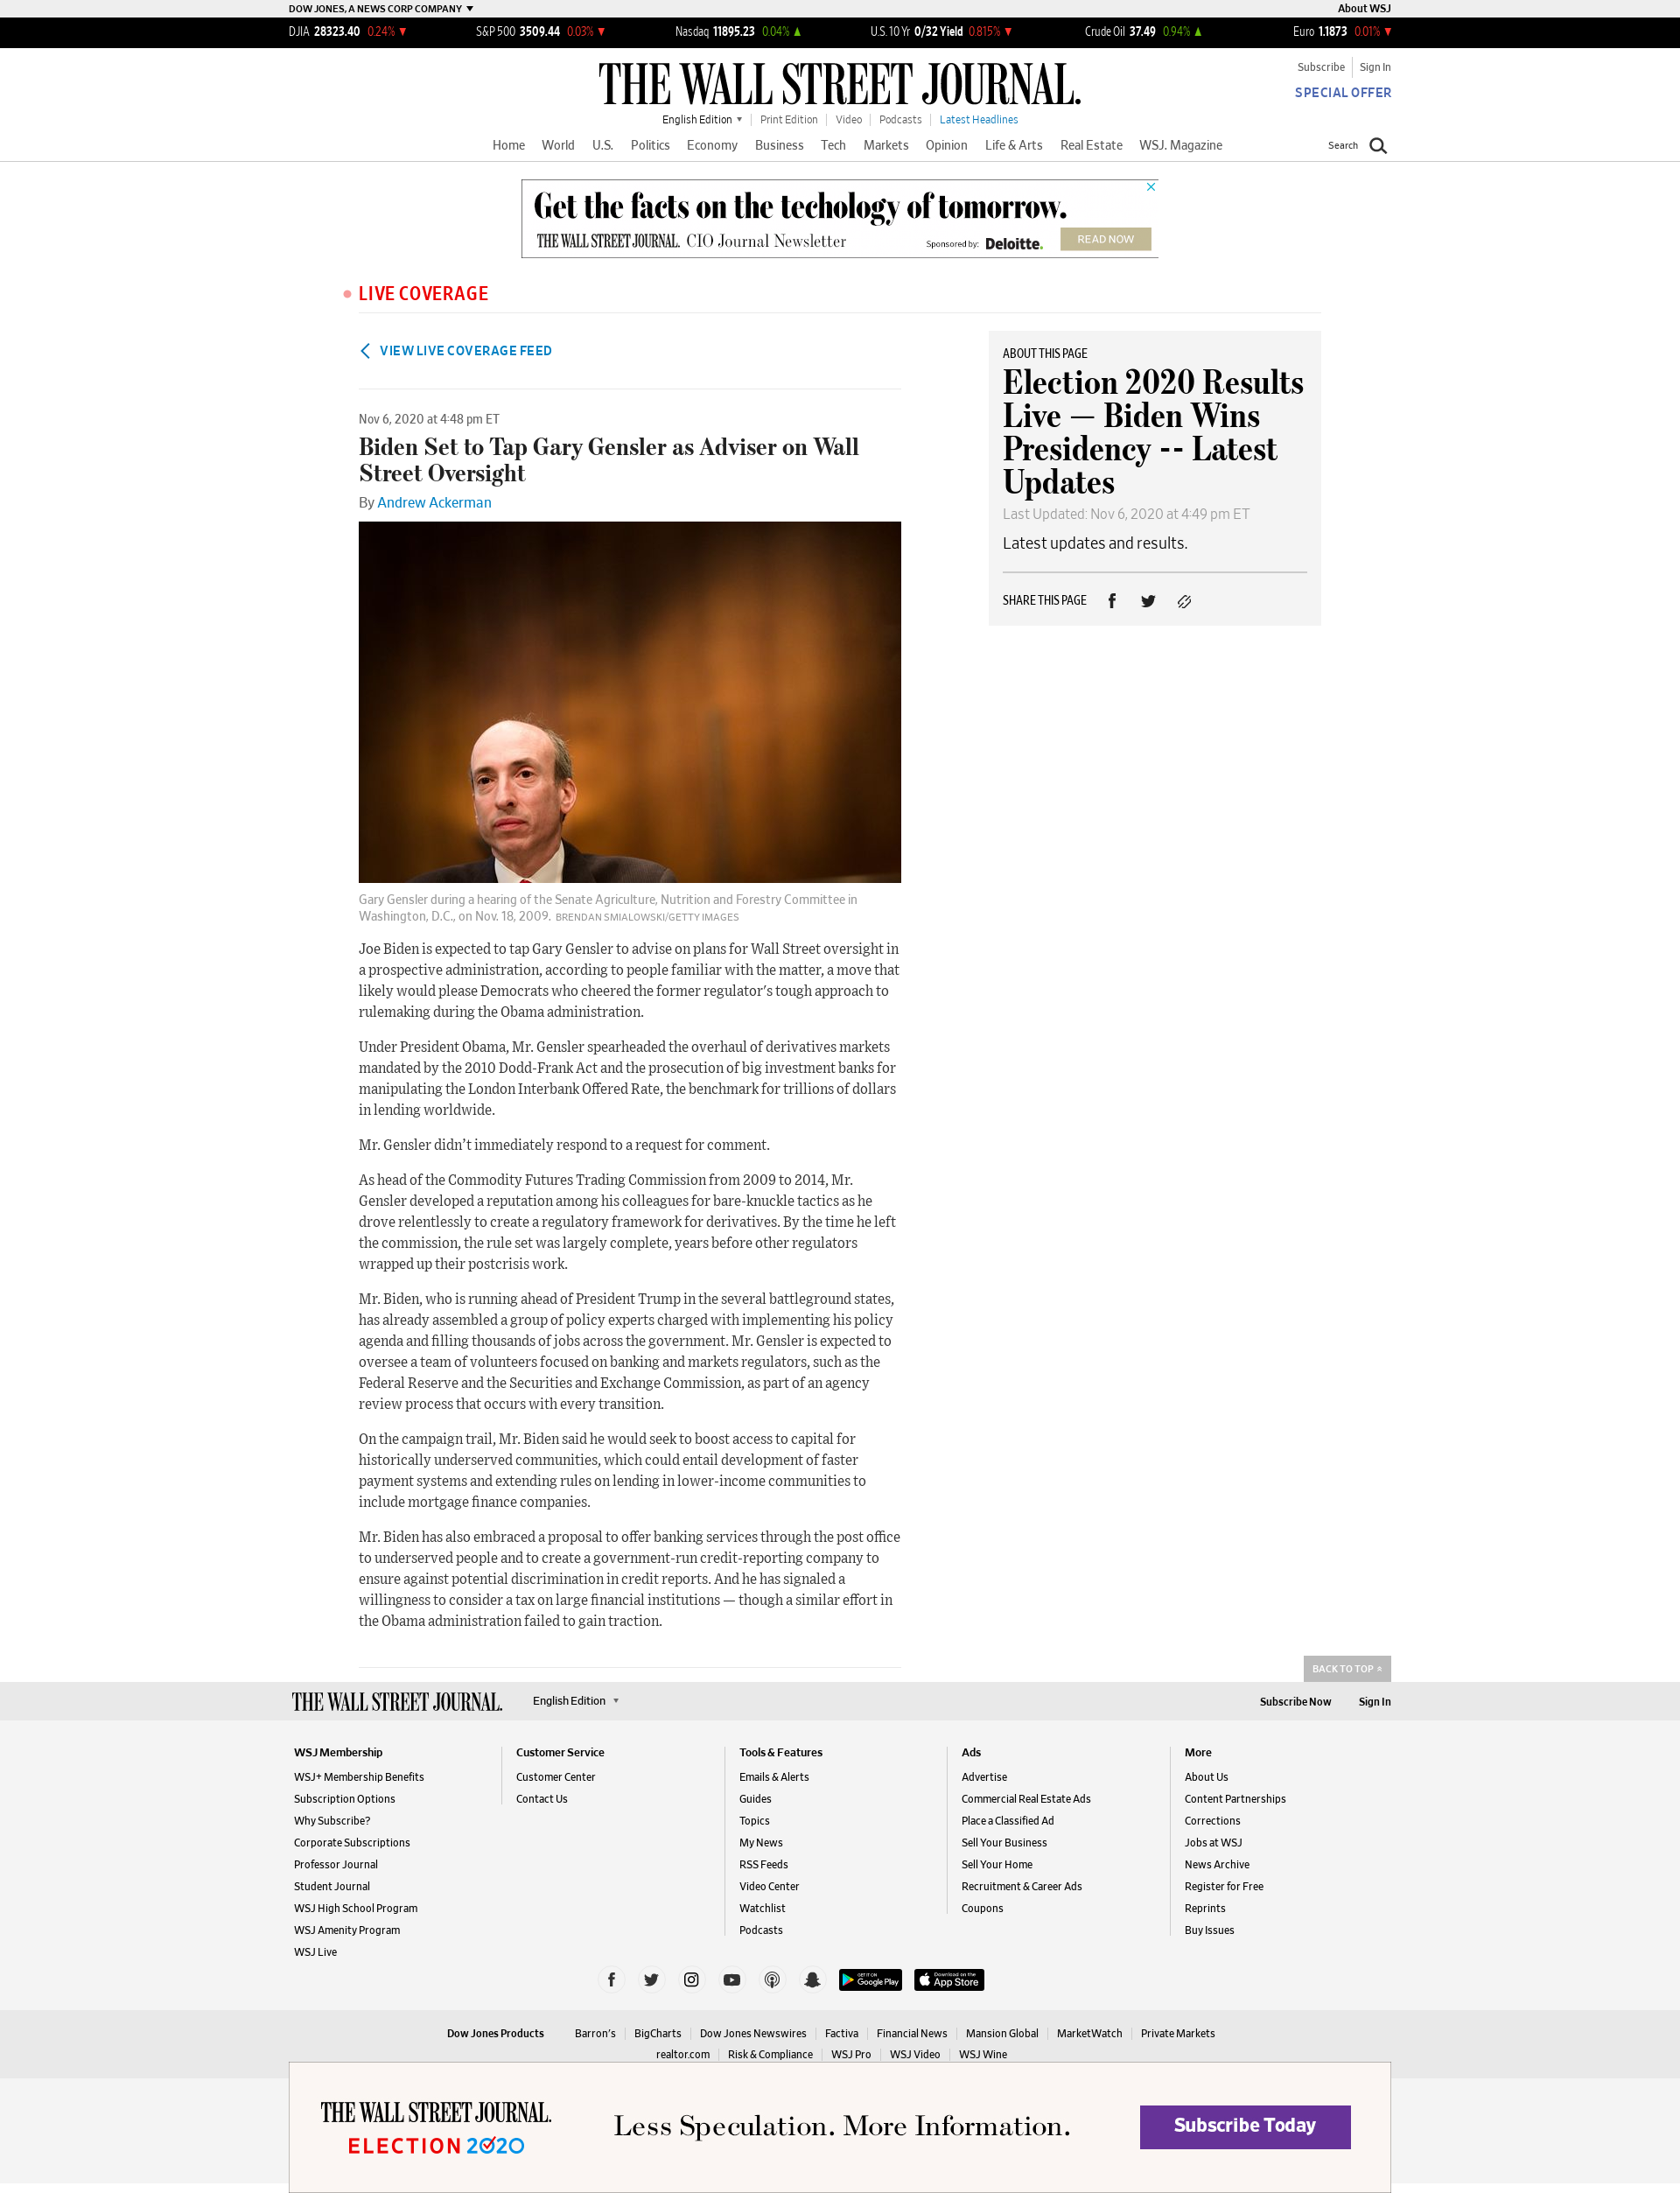 DOW JONES, A NEWS CORP COMPANY
About WSJ
DJIA 28323.40 0.24%
S&P 500 3509.44 0.03%
Nasdaq 11895.23 0.04%
U.S. 10 Yr 0/32 Yield 0.815%
Crude Oil 37.49 0.94%
Euro 1.1873 0.01%
THE WALL STREET JOURNAL.
Subscribe
Sign In
SPECIAL OFFER
English Edition
Print Edition
Video
Podcasts
Latest Headlines
Home World U.S. Politics Economy Business Tech Markets Opinion Life & Arts Real Estate WSJ. Magazine
Search
Get the facts on the techology of tomorrow.
THE WALL STREET JOURNAL. CIO Journal Newsletter
Sponsored by: Deloitte.
READ NOW
LIVE COVERAGE
VIEW LIVE COVERAGE FEED
Nov 6, 2020 at 4:48 pm ET
Biden Set to Tap Gary Gensler as Adviser on Wall
Street Oversight
By Andrew Ackerman
Gary Gensler during a hearing of the Senate Agriculture, Nutrition and Forestry Committee in
Washington, D.C., on Nov. 18, 2009. BRENDAN SMIALOWSKI/GETTY IMAGES
Joe Biden is expected to tap Gary Gensler to advise on plans for Wall Street oversight in
a prospective administration, according to people familiar with the matter, a move that
likely would please Democrats who cheered the former regulator's tough approach to
rulemaking during the Obama administration.
Under President Obama, Mr. Gensler spearheaded the overhaul of derivatives markets
mandated by the 2010 Dodd-Frank Act and the prosecution of big investment banks for
manipulating the London Interbank Offered Rate, the benchmark for trillions of dollars
in lending worldwide.
Mr. Gensler didn't immediately respond to a request for comment.
As head of the Commodity Futures Trading Commission from 2009 to 2014, Mr.
Gensler developed a reputation among his colleagues for bare-knuckle tactics as he
drove relentlessly to create a regulatory framework for derivatives. By the time he left
the commission, the rule set was largely complete, years before other regulators
wrapped up their postcrisis work.
Mr. Biden, who is running ahead of President Trump in the several battleground states,
has already assembled a group of policy experts charged with implementing his policy
agenda and filling thousands of jobs across the government. Mr. Gensler is expected to
oversee a team of volunteers focused on banking and markets regulators, such as the
Federal Reserve and the Securities and Exchange Commission, as part of an agency
review process that occurs with every transition.
On the campaign trail, Mr. Biden said he would seek to boost access to capital for
historically underserved communities, which could entail development of faster
payment systems and extending rules on lending in lower-income communities to
include mortgage finance companies.
Mr. Biden has also embraced a proposal to offer banking services through the post office
to underserved people and to create a government-run credit-reporting company to
ensure against potential discrimination in credit reports. And he has signaled a
willingness to consider a tax on large financial institutions — though a similar effort in
the Obama administration failed to gain traction.
ABOUT THIS PAGE
Election 2020 Results
Live — Biden Wins
Presidency -- Latest
Updates
Last Updated: Nov 6, 2020 at 4:49 pm ET
Latest updates and results.
SHARE THIS PAGE
BACK TO TOP
THE WALL STREET JOURNAL.
English Edition
Subscribe Now
Sign In
WSJ Membership
WSJ+ Membership Benefits
Subscription Options
Why Subscribe?
Corporate Subscriptions
Professor Journal
Student Journal
WSJ High School Program
WSJ Amenity Program
WSJ Live
Customer Service
Customer Center
Contact Us
Tools & Features
Emails & Alerts
Guides
Topics
My News
RSS Feeds
Video Center
Watchlist
Podcasts
Ads
Advertise
Commercial Real Estate Ads
Place a Classified Ad
Sell Your Business
Sell Your Home
Recruitment & Career Ads
Coupons
More
About Us
Content Partnerships
Corrections
Jobs at WSJ
News Archive
Register for Free
Reprints
Buy Issues
GET IT ON
Google Play
Download on the
App Store
Dow Jones Products
Barron's BigCharts Dow Jones Newswires Factiva Financial News Mansion Global MarketWatch Private Markets
realtor.com Risk & Compliance WSJ Pro WSJ Video WSJ Wine
THE WALL STREET JOURNAL.
ELECTION 2020
Less Speculation. More Information.
Subscribe Today